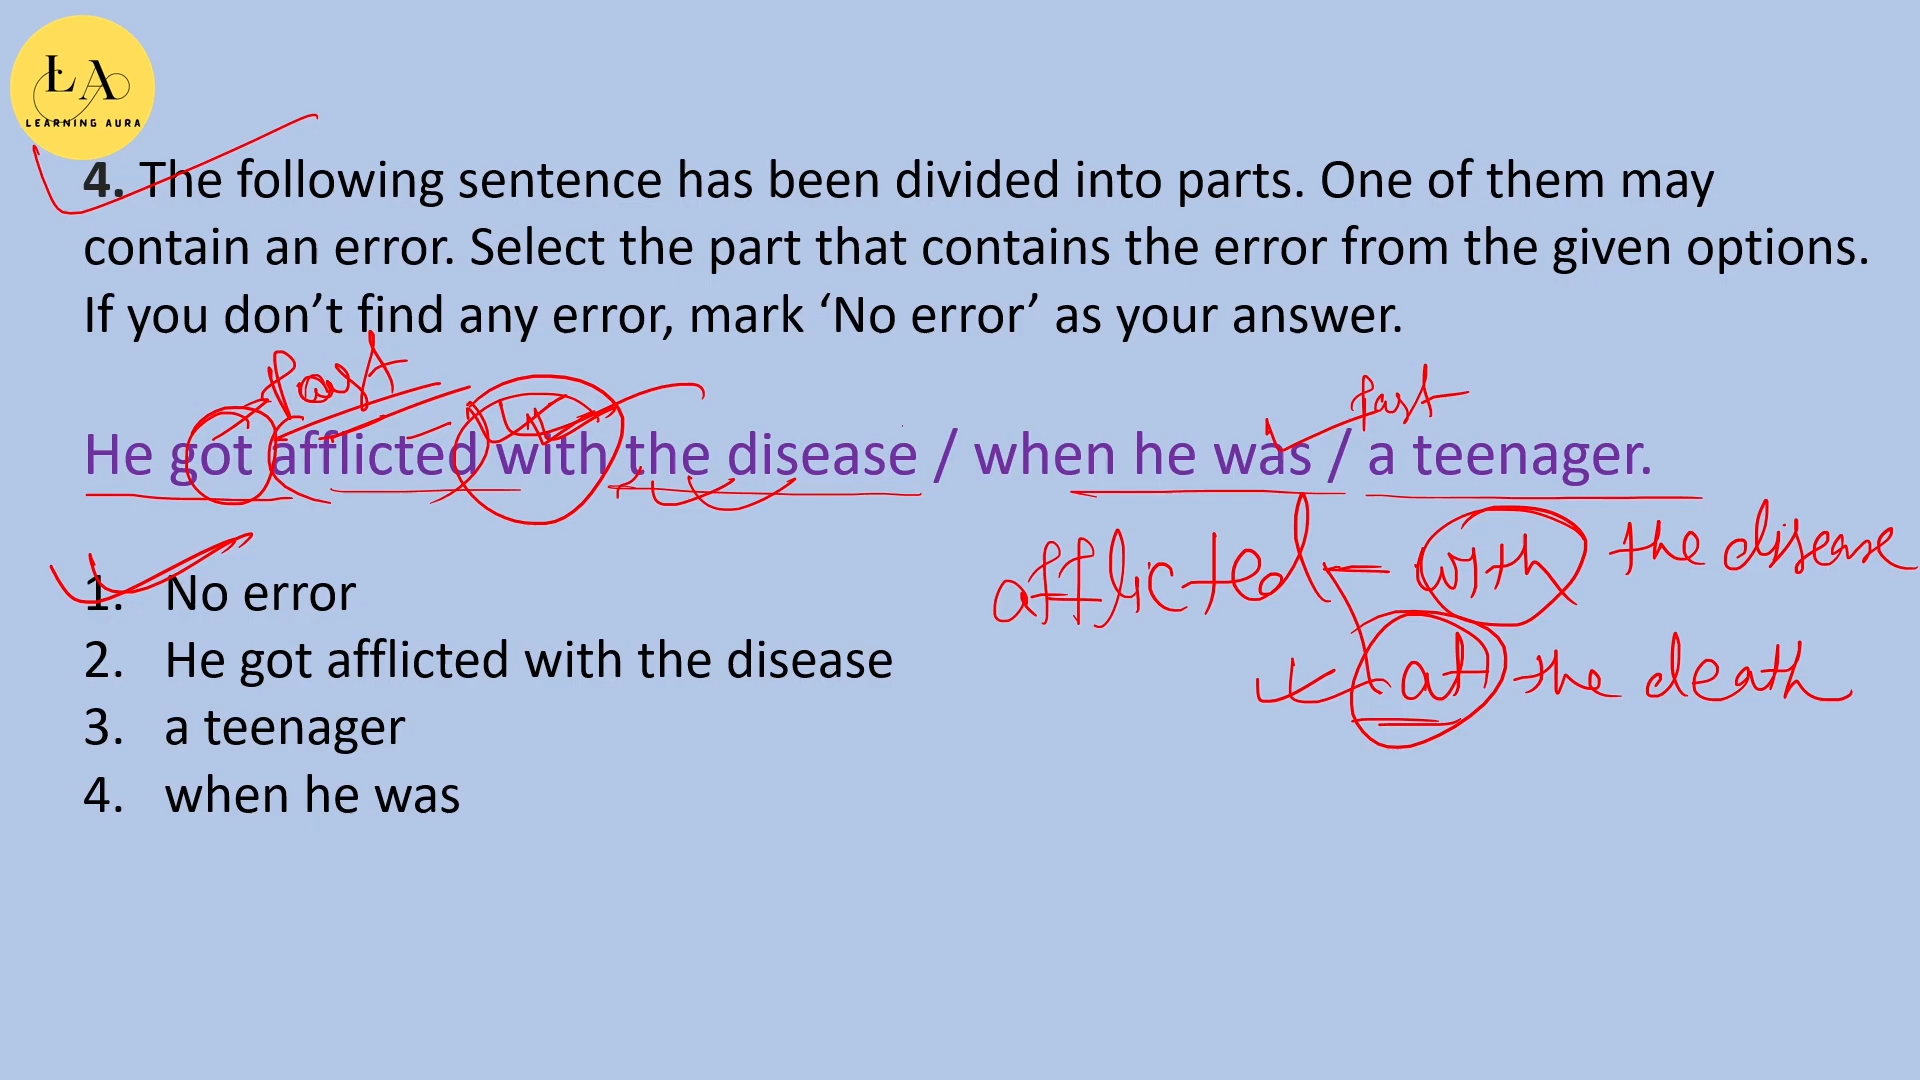 LA
LEARNING AURA
4. The following sentence has been divided into parts. One of them may
contain an error. Select the part that contains the error from the given options.
If you don’t find any error, mark ‘No error’ as your answer.
Past
Past
He got afflicted with the disease / when he was / a teenager.
afflicted – with the disease
at the death
1. No error
2. He got afflicted with the disease
3. a teenager
4. when he was